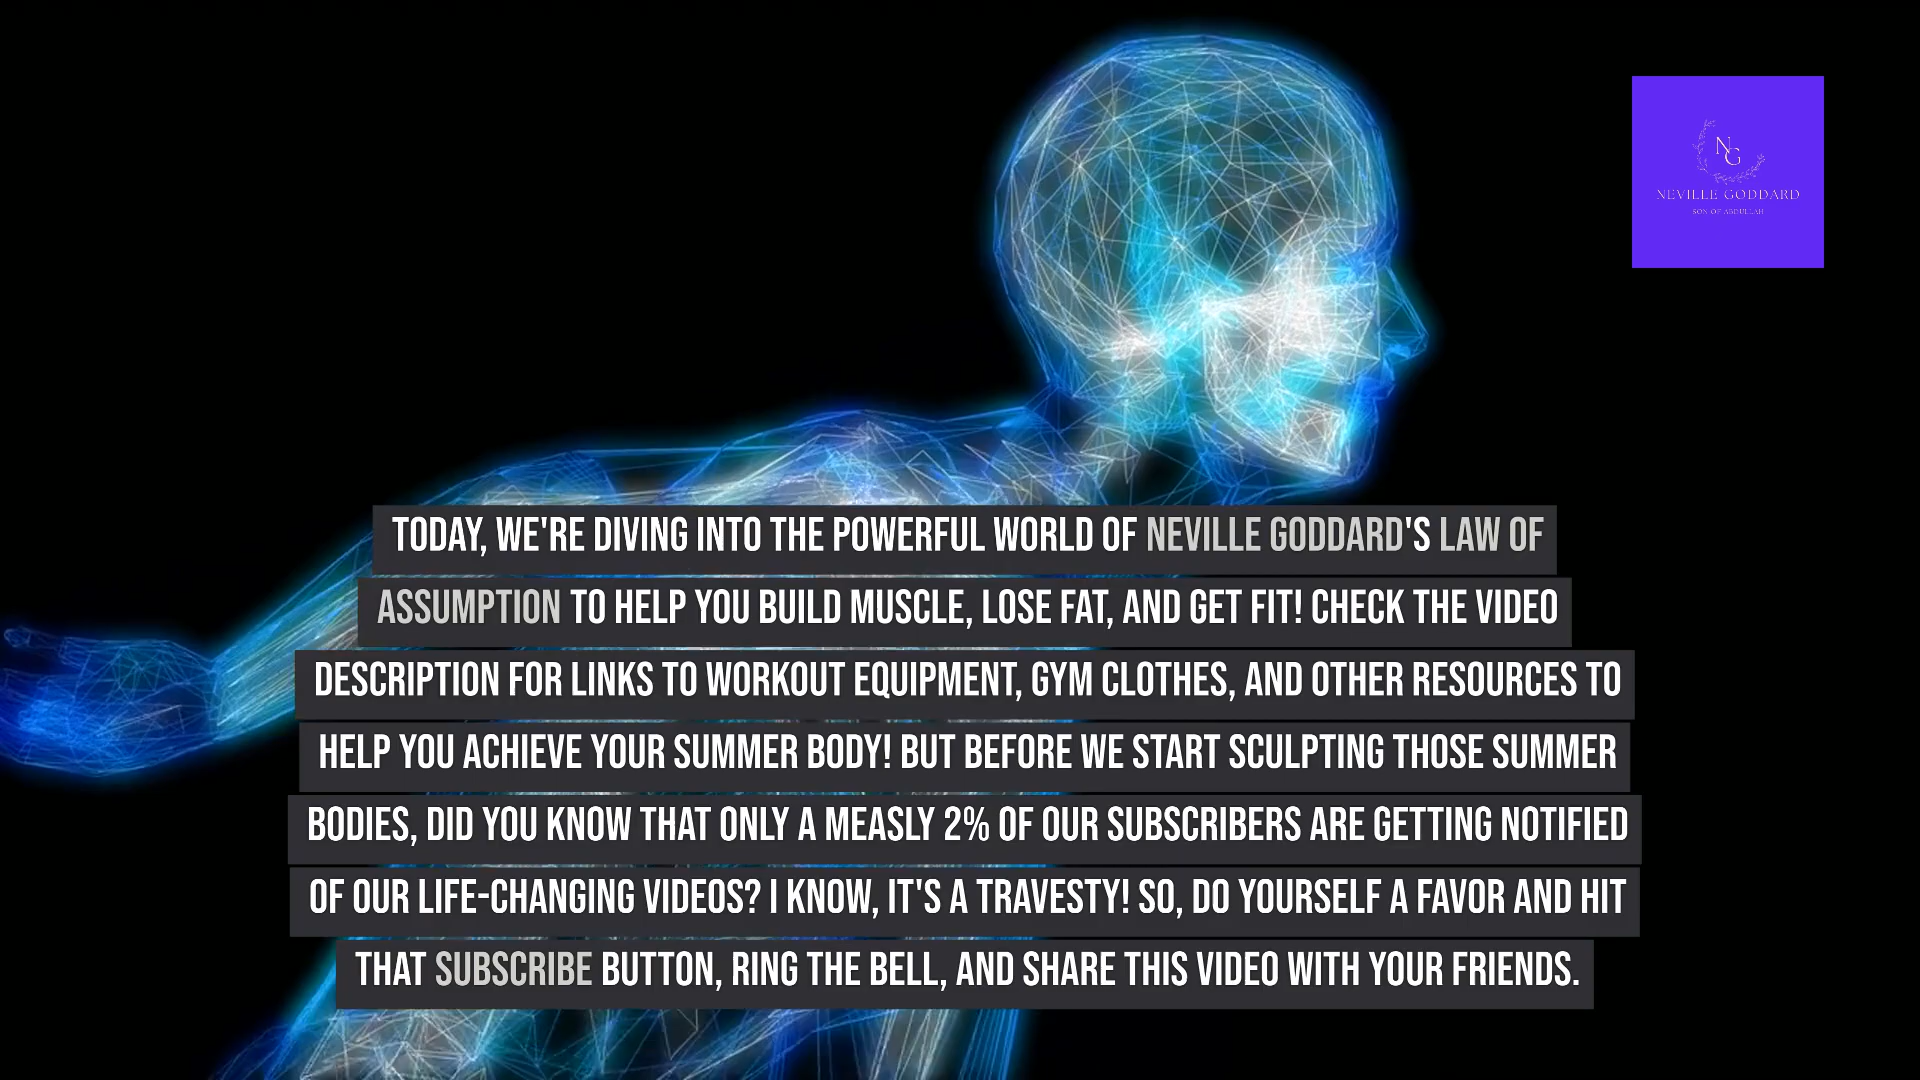 NG
NEVILLE GODDARD
SON OF ABDULLAH
TODAY, WE'RE DIVING INTO THE POWERFUL WORLD OF NEVILLE GODDARD'S LAW OF
ASSUMPTION TO HELP YOU BUILD MUSCLE, LOSE FAT, AND GET FIT! CHECK THE VIDEO
DESCRIPTION FOR LINKS TO WORKOUT EQUIPMENT, GYM CLOTHES, AND OTHER RESOURCES TO
HELP YOU ACHIEVE YOUR SUMMER BODY! BUT BEFORE WE START SCULPTING THOSE SUMMER
BODIES, DID YOU KNOW THAT ONLY A MEASLY 2% OF OUR SUBSCRIBERS ARE GETTING NOTIFIED
OF OUR LIFE-CHANGING VIDEOS? I KNOW, IT'S A TRAVESTY! SO, DO YOURSELF A FAVOR AND HIT
THAT SUBSCRIBE BUTTON, RING THE BELL, AND SHARE THIS VIDEO WITH YOUR FRIENDS.